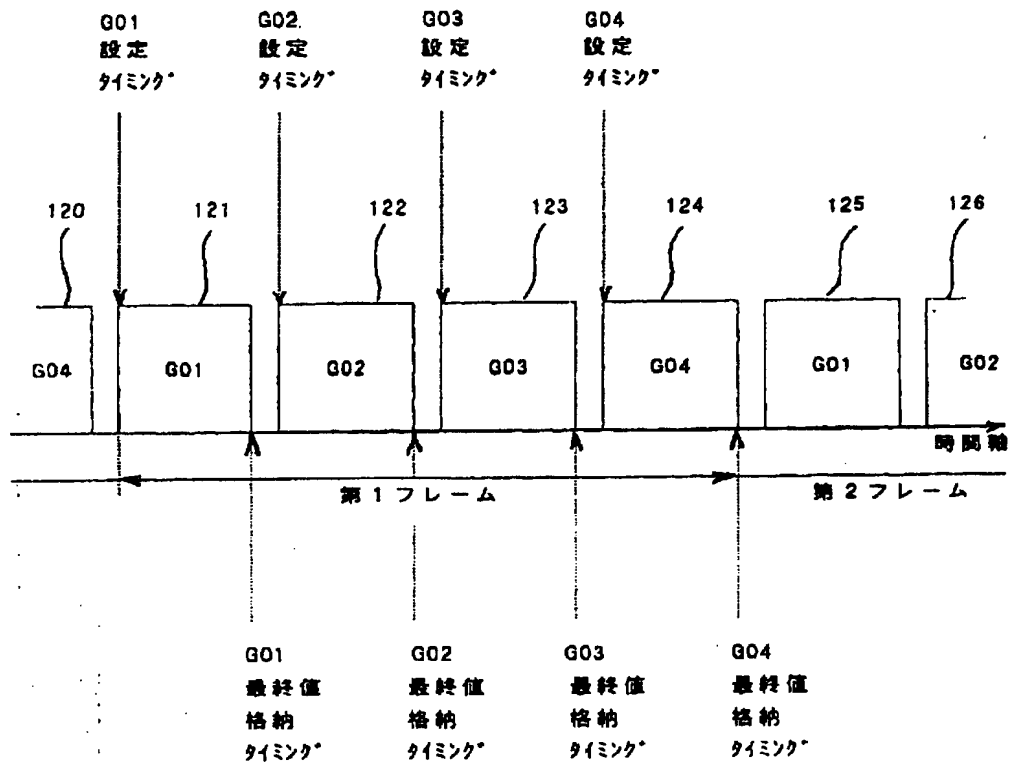 G01
設定
ﾀｲﾐﾝｸﾞ
G02.
設定
ﾀｲﾐﾝｸﾞ
G03
設定
ﾀｲﾐﾝｸﾞ
G04
設定
ﾀｲﾐﾝｸﾞ
120
121
122
123
124
125
126
G04
G01
G02
G03
G04
G01
G02
時間軸
第1フレーム
第2フレーム
G01
最終値
格納
ﾀｲﾐﾝｸﾞ
G02
最終値
格納
ﾀｲﾐﾝｸﾞ
G03
最終値
格納
ﾀｲﾐﾝｸﾞ
G04
最終値
格納
ﾀｲﾐﾝｸﾞ